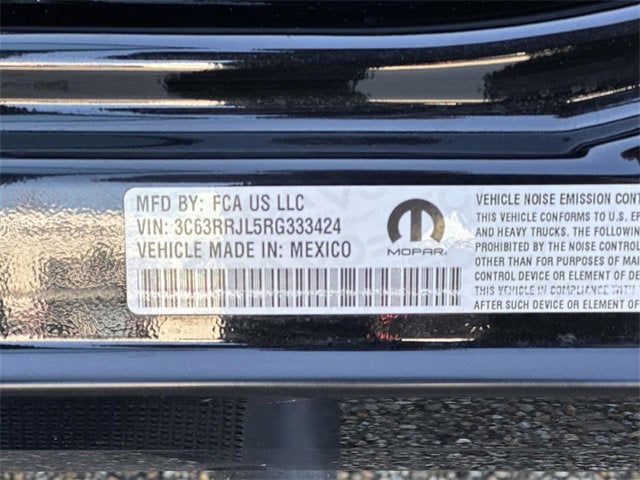 MFD BY: FCA US LLC
VIN: 3C63RRJL5RG333424
VEHICLE MADE IN: MEXICO
MOPAR
VEHICLE NOISE EMISSION CONT
THIS VEHICLE CONFORMS TO U.S. EP
AND HEAVY TRUCKS. THE FOLLOWING
PROHIBITED BY THE NOISE CONTROL
OTHER THAN FOR PURPOSES OF MAI
CONTROL DEVICE OR ELEMENT OF DE
THIS VEHICLE IN COMPLIANCE WITH
AFTER SUCH DEVICE OR ELEMENT OF